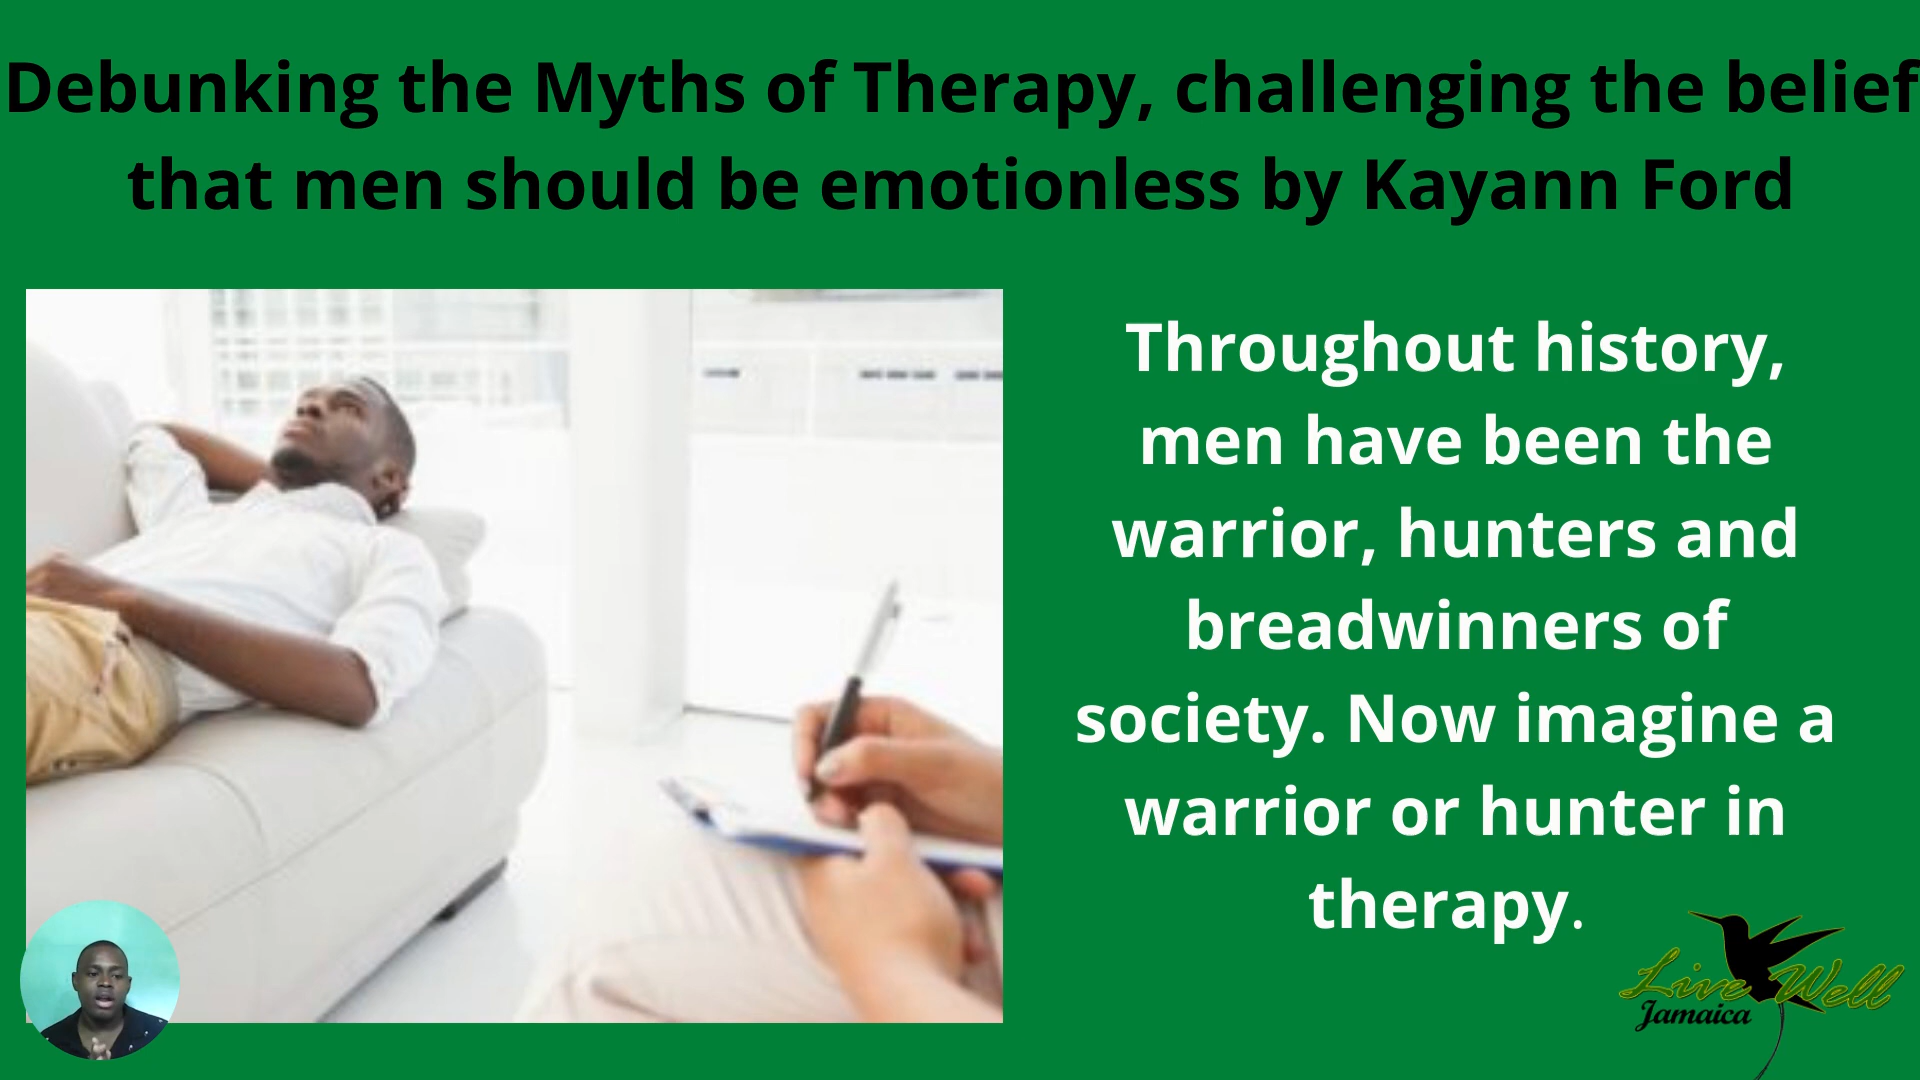 Debunking the Myths of Therapy, challenging the belief
that men should be emotionless by Kayann Ford
Throughout history,
men have been the
warrior, hunters and
breadwinners of
society. Now imagine a
warrior or hunter in
therapy.
Live Well
Jamaica